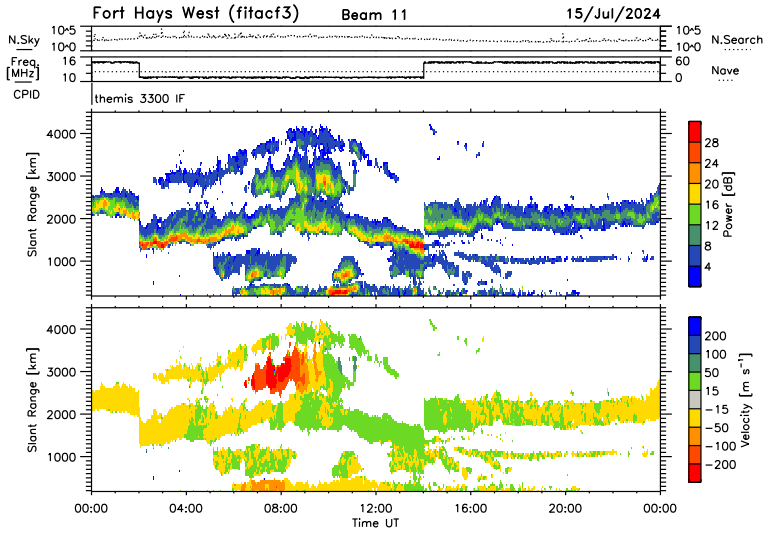 Fort Hays West (fitacf3) Beam 11 15/Jul/2024
N.Sky 10^5 10^0 10^5 10^0 N.Search
Freq. [MHz] 16 10 60 0 Nave
CPID themis 3300 IF
Slant Range [km] 4000 3000 2000 1000
28 24 20 16 12 8 4 Power [dB]
Slant Range [km] 4000 3000 2000 1000
200 100 50 15 -15 -50 -100 -200 Velocity [m s⁻¹]
00:00 04:00 08:00 12:00 16:00 20:00 00:00
Time UT